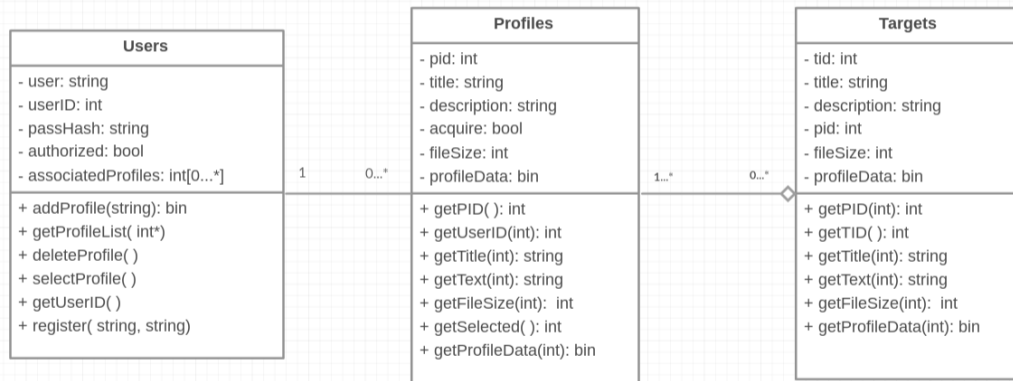 Users
- user: string
- userID: int
- passHash: string
- authorized: bool
- associatedProfiles: int[0...*]
+ addProfile(string): bin
+ getProfileList( int*)
+ deleteProfile( )
+ selectProfile( )
+ getUserID( )
+ register( string, string)
1
0...*
Profiles
- pid: int
- title: string
- description: string
- acquire: bool
- fileSize: int
- profileData: bin
+ getPID( ): int
+ getUserID(int): int
+ getTitle(int): string
+ getText(int): string
+ getFileSize(int):  int
+ getSelected( ): int
+ getProfileData(int): bin
1...*
0...*
Targets
- tid: int
- title: string
- description: string
- pid: int
- fileSize: int
- profileData: bin
+ getPID(int): int
+ getTID( ): int
+ getTitle(int): string
+ getText(int): string
+ getFileSize(int):  int
+ getProfileData(int): bin